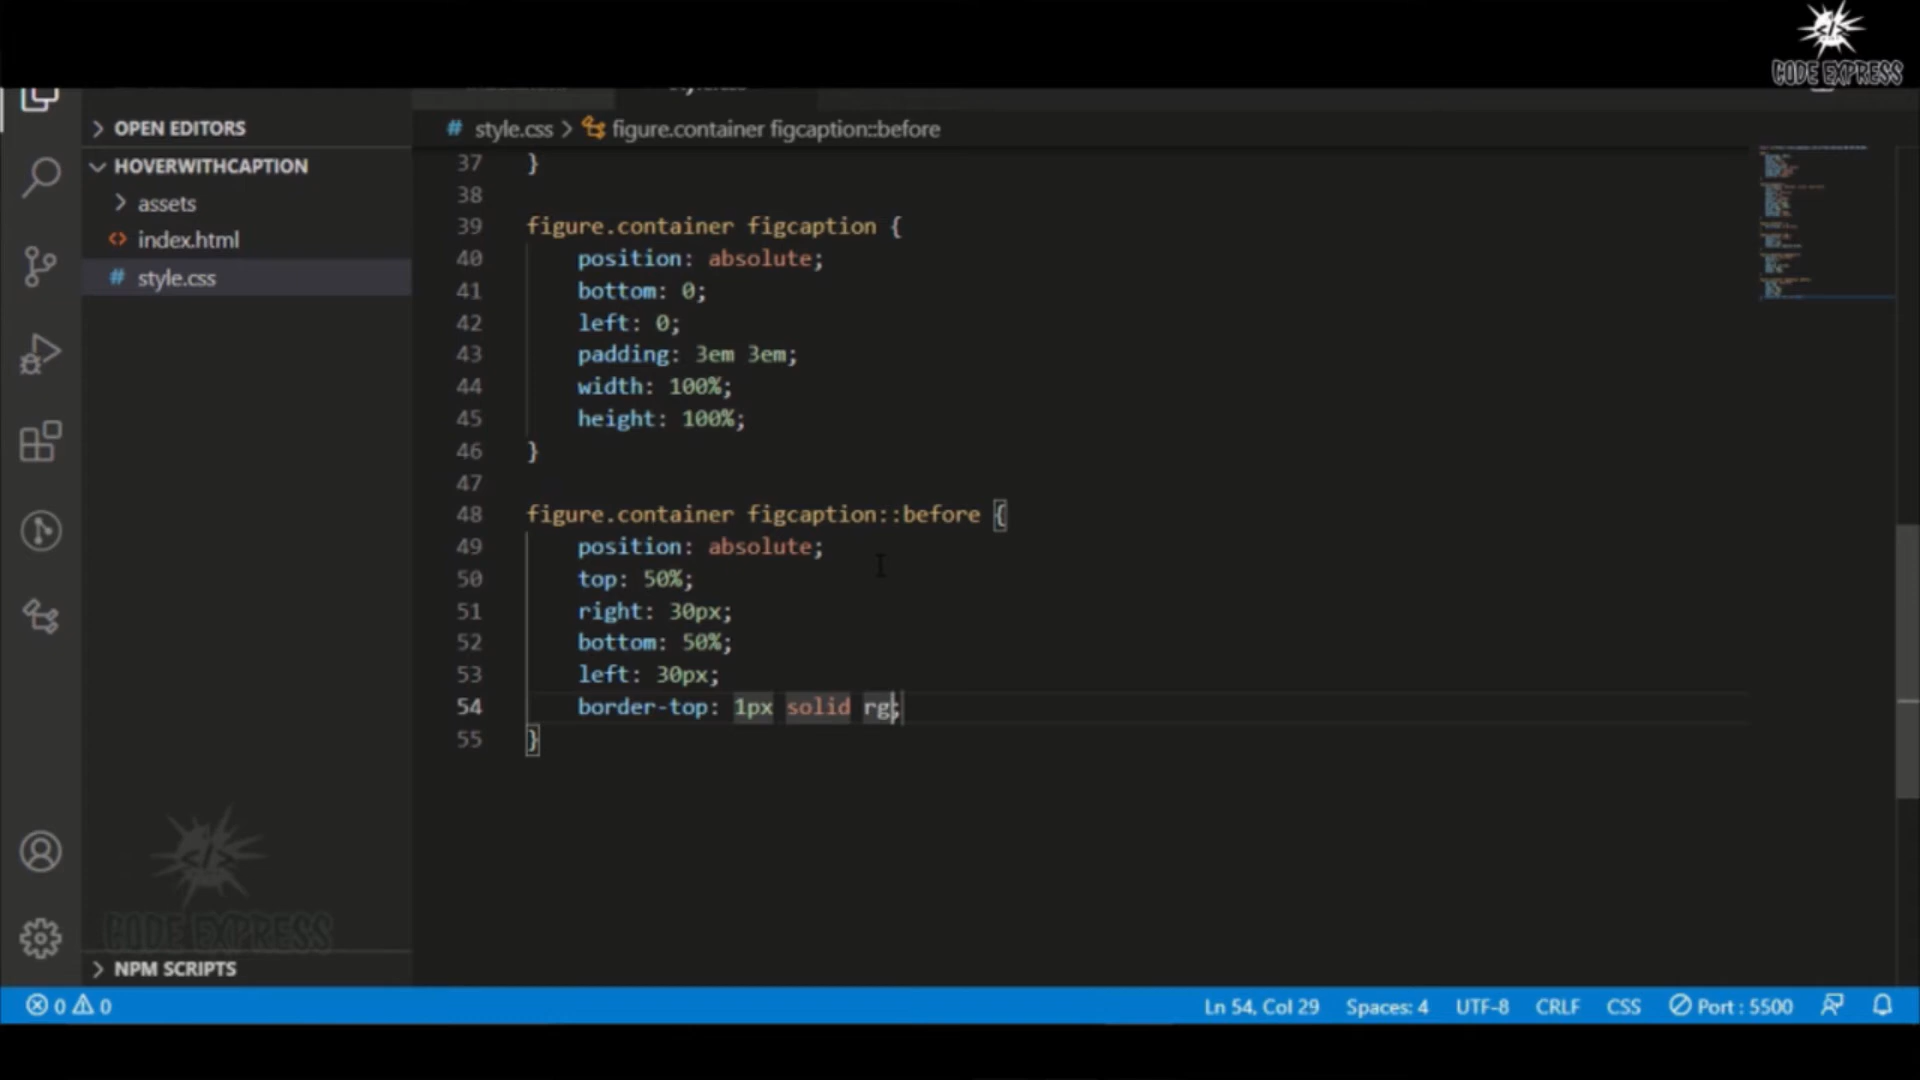 CODE EXPRESS
OPEN EDITORS
HOVERWITHCAPTION
assets
index.html
style.css
CODE EXPRESS
NPM SCRIPTS
style.css
# style.css > figure.container figcaption::before
37 }
38
39 figure.container figcaption {
40 position: absolute;
41 bottom: 0;
42 left: 0;
43 padding: 3em 3em;
44 width: 100%;
45 height: 100%;
46 }
47
48 figure.container figcaption::before {
49 position: absolute;
50 top: 50%;
51 right: 30px;
52 bottom: 50%;
53 left: 30px;
54 border-top: 1px solid rg;
55 }
0 0 Ln 54, Col 29 Spaces: 4 UTF-8 CRLF CSS Port : 5500